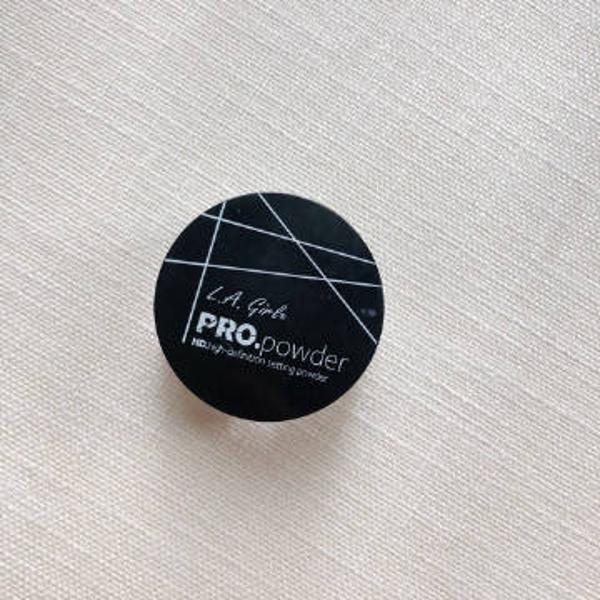 L.A. Girl
PRO.powder
HD.high-definition setting powder